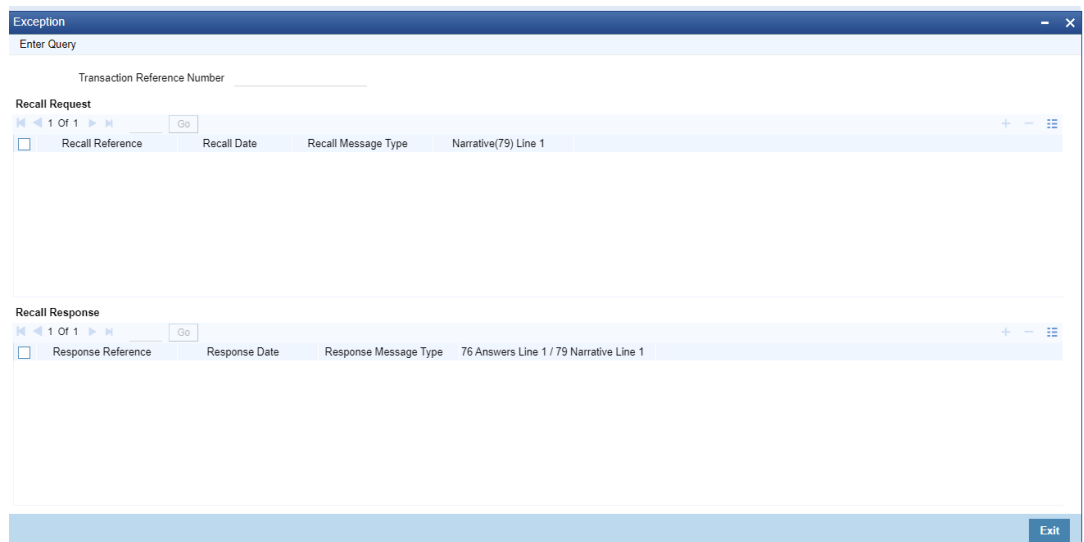 Exception
Enter Query
Transaction Reference Number
Recall Request
1 Of 1 Go
Recall Reference Recall Date Recall Message Type Narrative(79) Line 1
Recall Response
1 Of 1 Go
Response Reference Response Date Response Message Type 76 Answers Line 1 / 79 Narrative Line 1
Exit